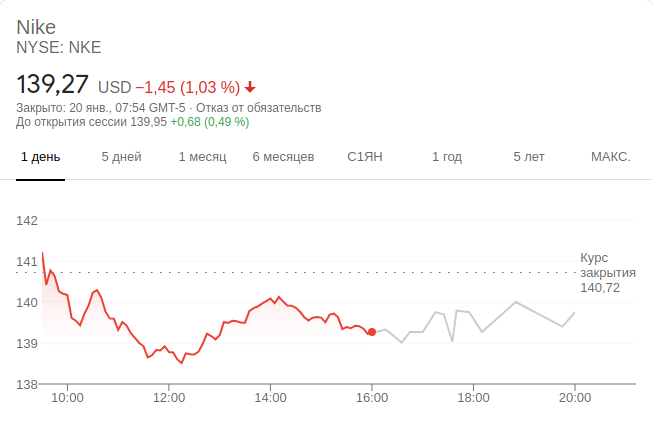 Nike
NYSE: NKE
139,27 USD −1,45 (1,03 %)
Закрыто: 20 янв., 07:54 GMT-5 · Отказ от обязательств
До открытия сессии 139,95 +0,68 (0,49 %)
1 день 5 дней 1 месяц 6 месяцев С1ЯН 1 год 5 лет МАКС.
142
141
140
139
138
Курс
закрытия
140,72
10:00 12:00 14:00 16:00 18:00 20:00